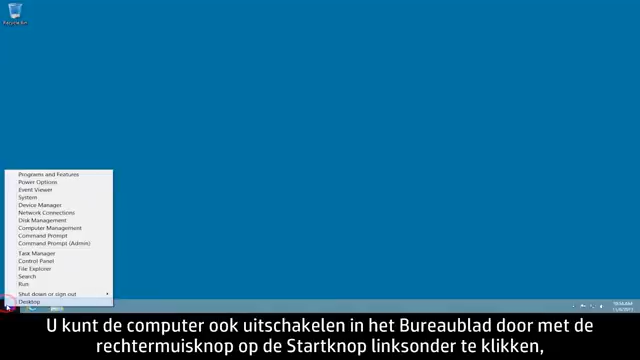 Recycle Bin
Programs and Features
Power Options
Event Viewer
System
Device Manager
Network Connections
Disk Management
Computer Management
Command Prompt
Command Prompt (Admin)
Task Manager
Control Panel
File Explorer
Search
Run
Shut down or sign out
Desktop
U kunt de computer ook uitschakelen in het Bureaublad door met de
rechtermuisknop op de Startknop linksonder te klikken,